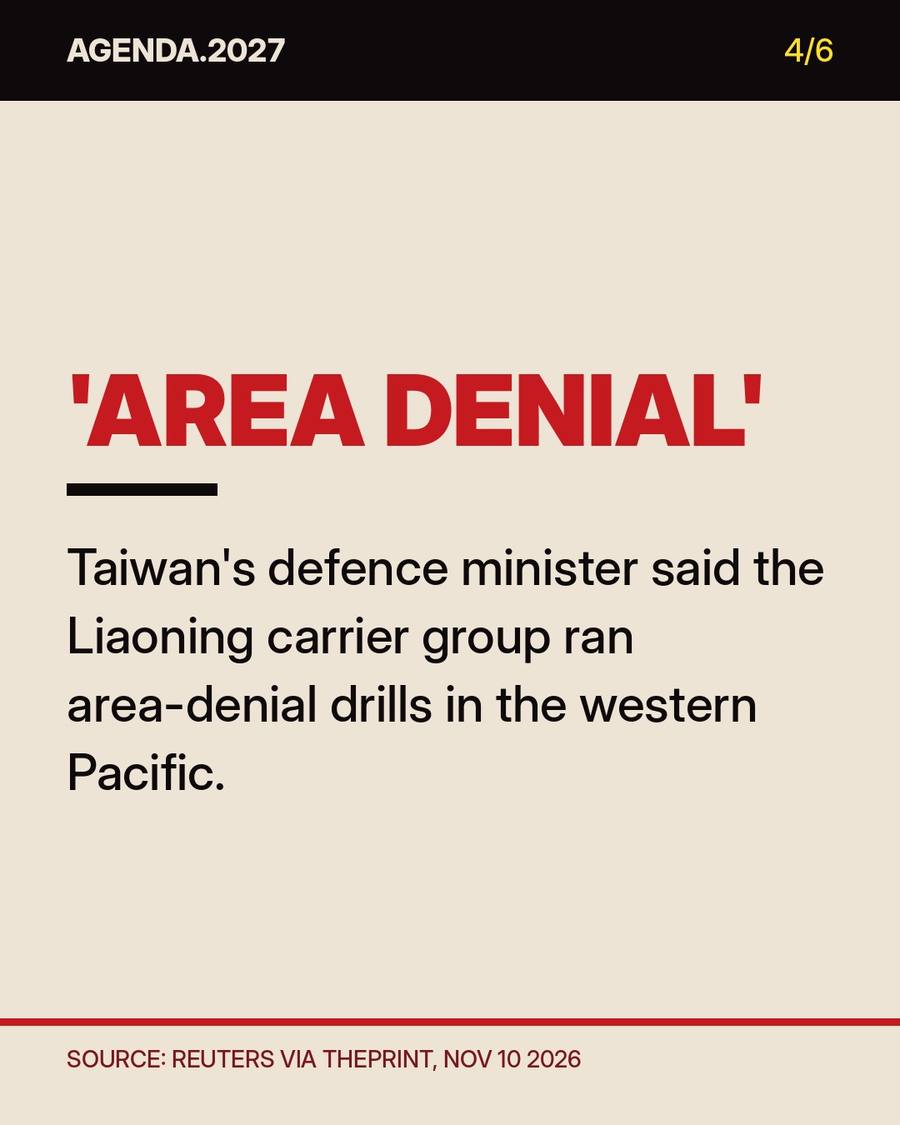 AGENDA.2027
4/6
'AREA DENIAL'
Taiwan's defence minister said the
Liaoning carrier group ran
area-denial drills in the western
Pacific.
SOURCE: REUTERS VIA THEPRINT, NOV 10 2026